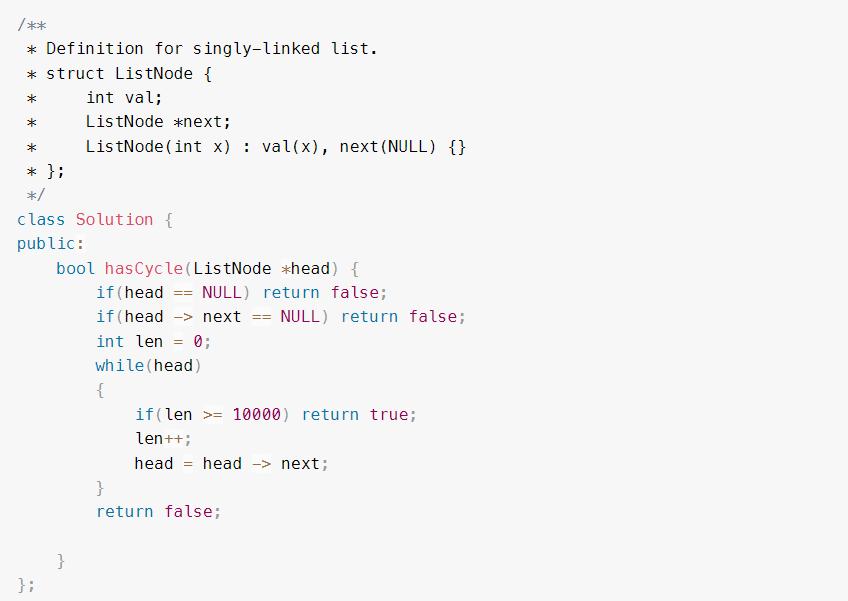 /**
 * Definition for singly-linked list.
 * struct ListNode {
 *     int val;
 *     ListNode *next;
 *     ListNode(int x) : val(x), next(NULL) {}
 * };
 */
class Solution {
public:
    bool hasCycle(ListNode *head) {
        if(head == NULL) return false;
        if(head -> next == NULL) return false;
        int len = 0;
        while(head)
        {
            if(len >= 10000) return true;
            len++;
            head = head -> next;
        }
        return false;

    }
};